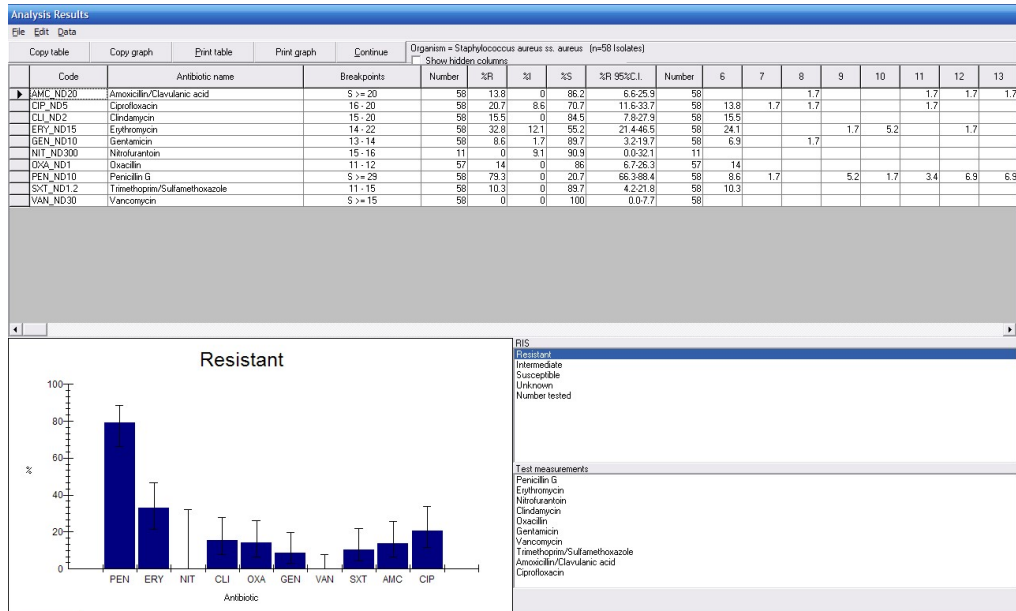 Analysis Results
File Edit Data
Copy table Copy graph Print table Print graph Continue Organism = Staphylococcus aureus ss. aureus (n=58 Isolates)
Show hidden columns
Code Antibiotic name Breakpoints Number %R %I %S %R 95%C.I. Number 6 7 8 9 10 11 12 13
AMC_ND20 Amoxicillin/Clavulanic acid S >= 20 58 13.8 0 86.2 6.6-25.9 58 1.7 1.7 1.7 1.7
CIP_ND5 Ciprofloxacin 16 - 20 58 20.7 8.6 70.7 11.6-33.7 58 13.8 1.7 1.7 1.7
CLI_ND2 Clindamycin 15 - 20 58 15.5 0 84.5 7.8-27.9 58 15.5
ERY_ND15 Erythromycin 14 - 22 58 32.8 12.1 55.2 21.4-46.5 58 24.1 1.7 5.2 1.7
GEN_ND10 Gentamicin 13 - 14 58 8.6 1.7 89.7 3.2-19.7 58 6.9 1.7
NIT_ND300 Nitrofurantoin 15 - 16 11 0 9.1 90.9 0.0-32.1 11
OXA_ND1 Oxacillin 11 - 12 57 14 0 86 6.7-26.3 57 14
PEN_ND10 Penicillin G S >= 29 58 79.3 0 20.7 66.3-88.4 58 8.6 1.7 5.2 1.7 3.4 6.9 6.9
SXT_ND1.2 Trimethoprim/Sulfamethoxazole 11 - 15 58 10.3 0 89.7 4.2-21.8 58 10.3
VAN_ND30 Vancomycin S >= 15 58 0 0 100 0.0-7.7 58
Resistant
100
80
60
40
20
0
%
PEN ERY NIT CLI OXA GEN VAN SXT AMC CIP
Antibiotic
RIS
Resistant
Intermediate
Susceptible
Unknown
Number tested
Test measurements
Penicillin G
Erythromycin
Nitrofurantoin
Clindamycin
Oxacillin
Gentamicin
Vancomycin
Trimethoprim/Sulfamethoxazole
Amoxicillin/Clavulanic acid
Ciprofloxacin